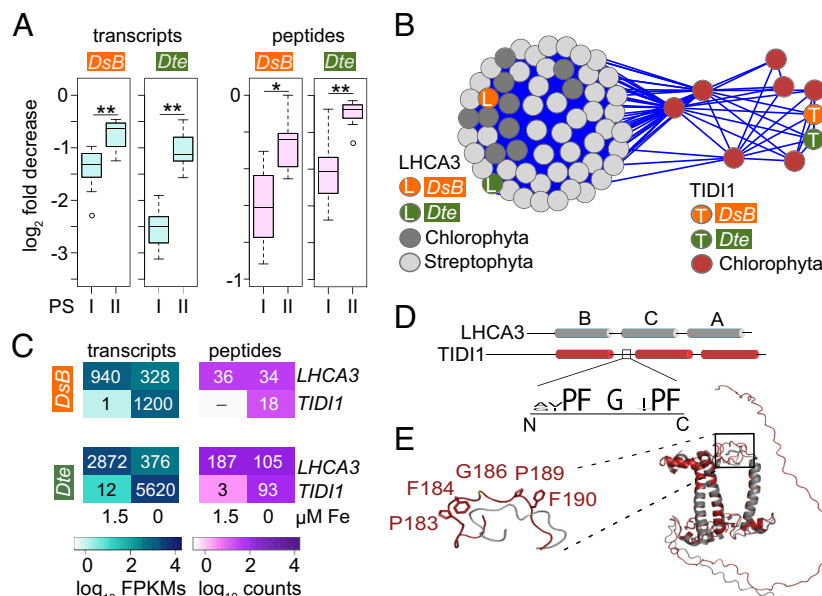 A
transcripts
peptides
DsB
Dte
DsB
Dte
log2 fold decrease
0
-1
-2
-3
**
**
0
-1
*
**
PS
I
II
I
II
I
II
I
II
B
L
L
T
T
LHCA3
L DsB
L Dte
Chlorophyta
Streptophyta
TIDI1
T DsB
T Dte
Chlorophyta
C
transcripts
peptides
DsB
940 328 36 34 LHCA3
1 1200 – 18 TIDI1
Dte
2872 376 187 105 LHCA3
12 5620 3 93 TIDI1
1.5 0 1.5 0 µM Fe
0 2 4
0 2 4
log10 FPKMs
log10 counts
D
B C A
LHCA3
TIDI1
PF G PF
N C
E
G186 P189
F184 F190
P183